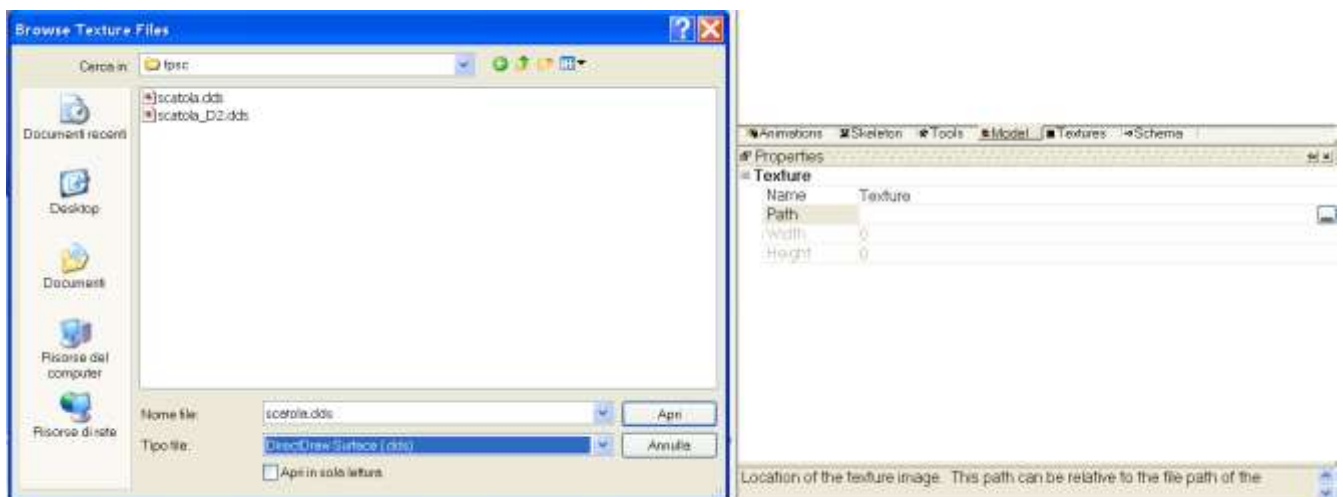 Browse Texture Files
Cerca in:
fpsc
scatola.dds
scatola_D2.dds
Documenti recenti
Desktop
Documenti
Risorse del
computer
Risorse di rete
Nome file:
scatola.dds
Apri
Tipo file:
DirectDraw Surface (.dds)
Annulla
Apri in sola lettura
Animations Skeleton Tools Model Textures Schema
Properties
Texture
Name Texture
Path
Width 0
Height 0
Location of the texture image. This path can be relative to the file path of the